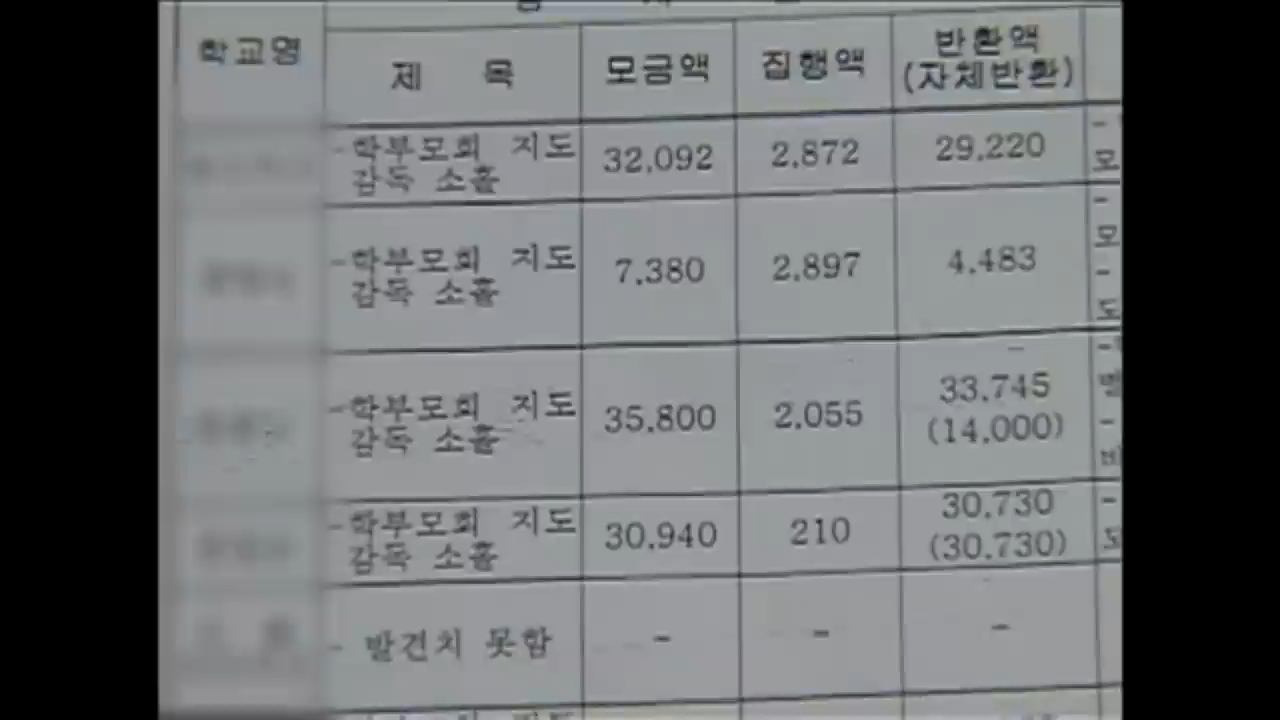 학교명 제 목 모금액 집행액 반환액
(자체반환)
-학부모회 지도 32,092 2,872 29,220
감독 소홀
-학부모회 지도 7,380 2,897 4,483
감독 소홀
-학부모회 지도 35,800 2,055 33,745
감독 소홀 (14,000)
-학부모회 지도 30,940 210 30,730
감독 소홀 (30,730)
- 발견치 못함 - - -